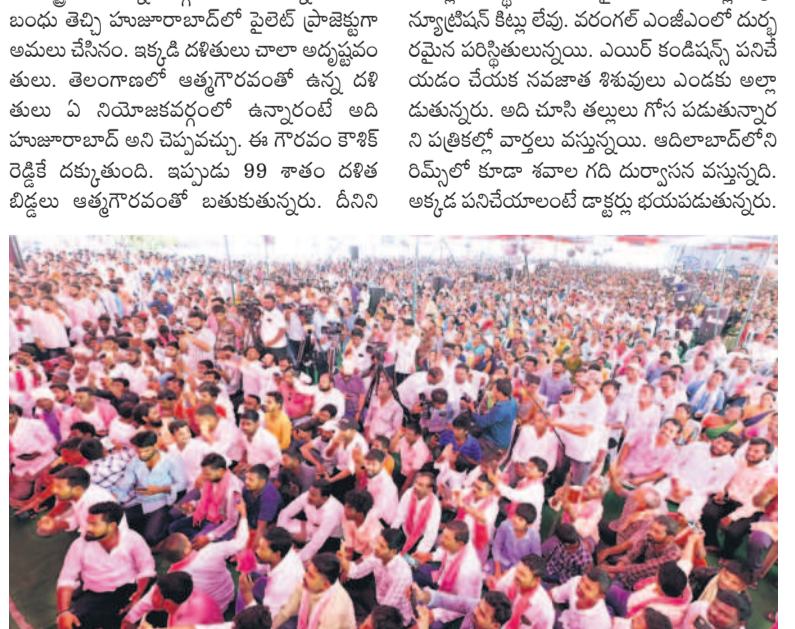 బంధు తెచ్చి హుజూరాబాద్‌లో పైలెట్ ప్రాజెక్టుగా
అమలు చేసినం. ఇక్కడి దళితులు చాలా అదృష్టవం
తులు. తెలంగాణలో ఆత్మగౌరవంతో ఉన్న దళి
తులు ఏ నియోజకవర్గంలో ఉన్నారంటే అది
హుజూరాబాద్ అని చెప్పవచ్చు. ఈ గౌరవం కౌశిక్
రెడ్డికే దక్కుతుంది. ఇప్పుడు 99 శాతం దళిత
బిడ్డలు ఆత్మగౌరవంతో బతుకుతున్నరు. దీనిని
న్యూట్రిషన్ కిట్లు లేవు. వరంగల్ ఎంజీఎంలో దుర్భ
రమైన పరిస్థితులున్నయి. ఎయిర్ కండిషన్స్ పనిచే
యడం చేయక నవజాత శిశువులు ఎండకు అల్లా
డుతున్నరు. అది చూసి తల్లులు గోస పడుతున్నార
ని పత్రికల్లో వార్తలు వస్తున్నయి. ఆదిలాబాద్‌లోని
రిమ్స్‌లో కూడా శవాల గది దుర్వాసన వస్తున్నది.
అక్కడ పనిచేయాలంటే డాక్టర్లు భయపడుతున్నరు.